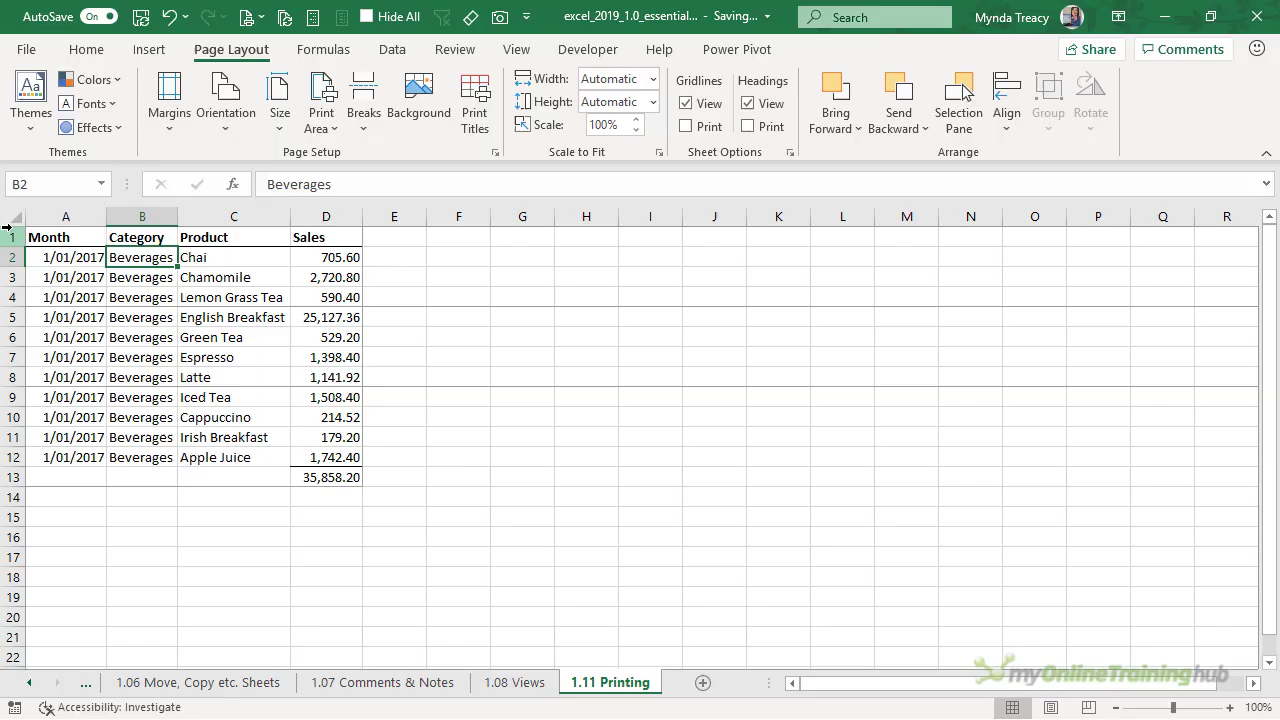 AutoSave On Hide All excel_2019_1.0_essential... - Saving... Search Mynda Treacy
File Home Insert Page Layout Formulas Data Review View Developer Help Power Pivot Share Comments
Aa Themes Colors Fonts Effects
Themes
Margins Orientation Size Print Area Breaks Background Print Titles
Page Setup
Width: Automatic
Height: Automatic
Scale: 100%
Scale to Fit
Gridlines Headings
View View
Print Print
Sheet Options
Bring Forward Send Backward Selection Pane Align Group Rotate
Arrange
B2 fx Beverages
A B C D E F G H I J K L M N O P Q R
1 Month Category Product Sales
2 1/01/2017 Beverages Chai 705.60
3 1/01/2017 Beverages Chamomile 2,720.80
4 1/01/2017 Beverages Lemon Grass Tea 590.40
5 1/01/2017 Beverages English Breakfast 25,127.36
6 1/01/2017 Beverages Green Tea 529.20
7 1/01/2017 Beverages Espresso 1,398.40
8 1/01/2017 Beverages Latte 1,141.92
9 1/01/2017 Beverages Iced Tea 1,508.40
10 1/01/2017 Beverages Cappuccino 214.52
11 1/01/2017 Beverages Irish Breakfast 179.20
12 1/01/2017 Beverages Apple Juice 1,742.40
13 35,858.20
14
15
16
17
18
19
20
21
22
myOnlineTraininghub
... 1.06 Move, Copy etc. Sheets 1.07 Comments & Notes 1.08 Views 1.11 Printing
Accessibility: Investigate 100%